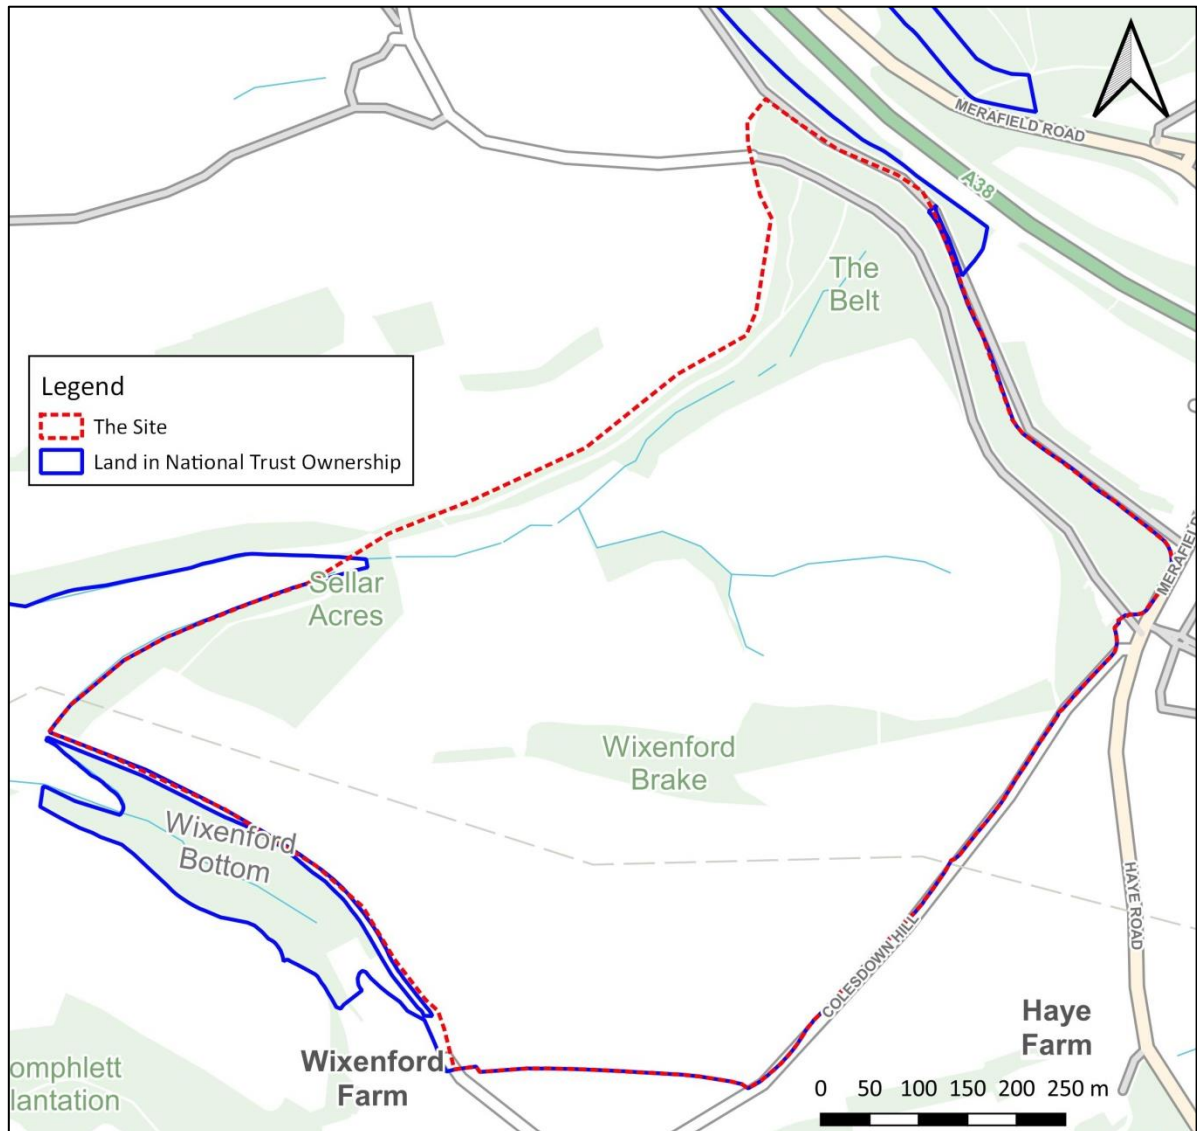 MERAFIELD ROAD
A38
The
Belt
Legend
The Site
Land in National Trust Ownership
MERAFIELD
Sellar
Acres
Wixenford
Brake
Wixenford
Bottom
HAYE ROAD
COLESDOWN HILL
Haye
Farm
Wixenford
Farm
omphlett
lantation
0 50 100 150 200 250 m